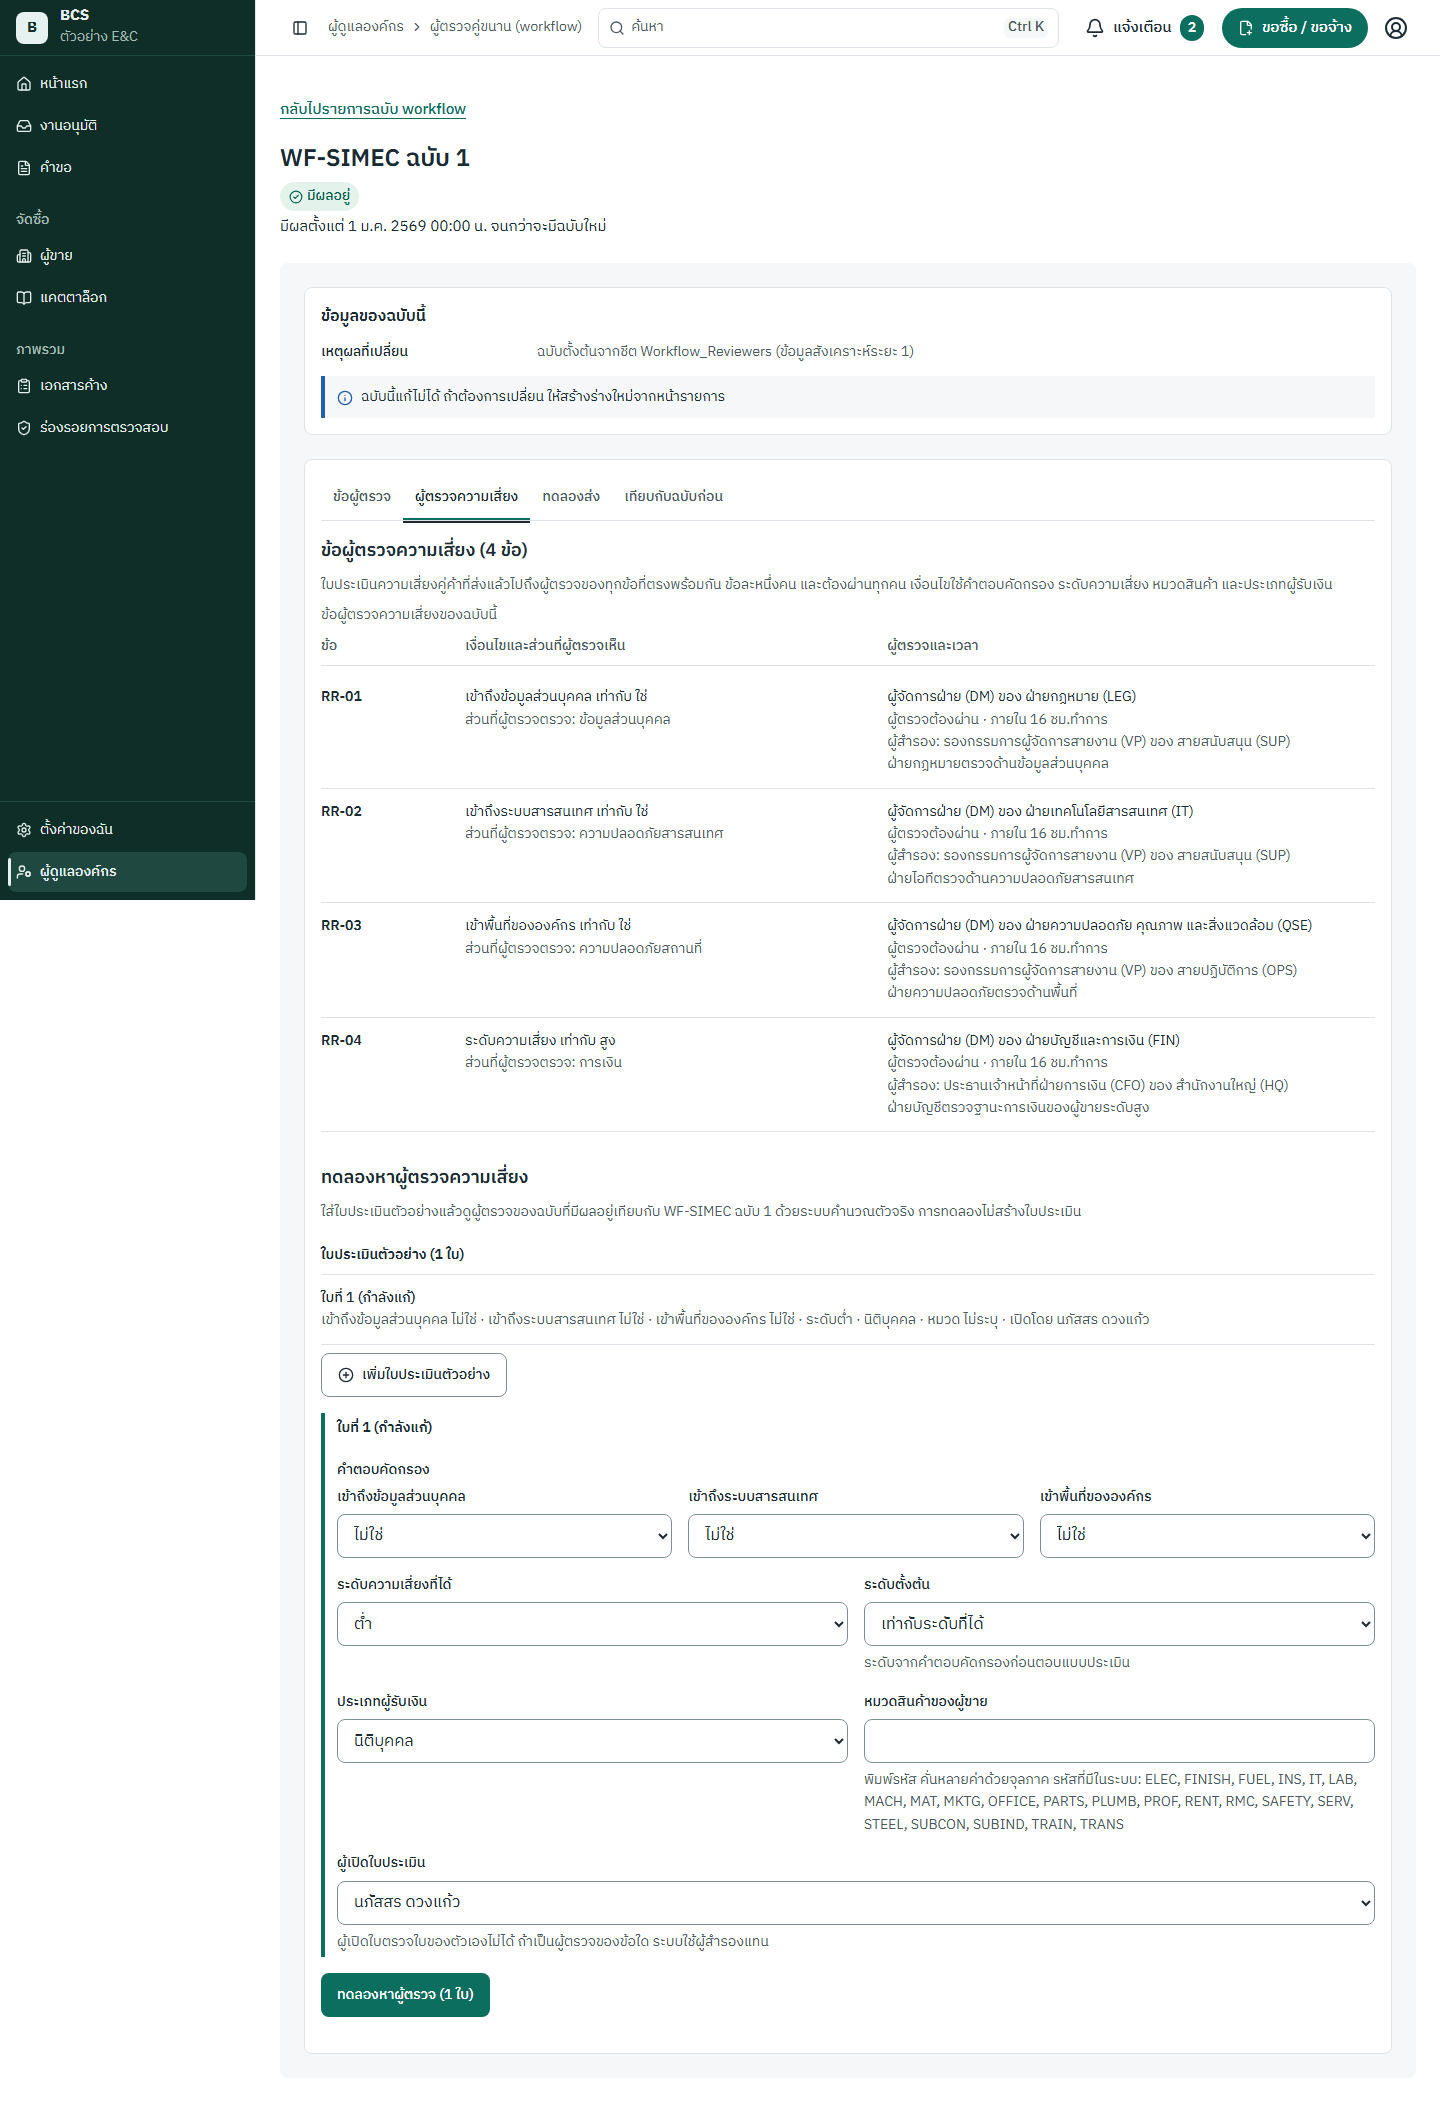 B
BCS
ตัวอย่าง E&C
ผู้ดูแลองค์กร
ผู้ตรวจคู่ขนาน (workflow)
ค้นหา
Ctrl K
แจ้งเตือน
2
ขอซื้อ / ขอจ้าง
หน้าแรก
งานอนุมัติ
คำขอ
จัดซื้อ
ผู้ขาย
แคตตาล็อก
ภาพรวม
เอกสารค้าง
ร่องรอยการตรวจสอบ
ตั้งค่าของฉัน
ผู้ดูแลองค์กร
กลับไปรายการฉบับ workflow
WF-SIMEC ฉบับ 1
มีผลอยู่
มีผลตั้งแต่ 1 ม.ค. 2569 00:00 น. จนกว่าจะมีฉบับใหม่
ข้อมูลของฉบับนี้
เหตุผลที่เปลี่ยน
ฉบับตั้งต้นจากชีต Workflow_Reviewers (ข้อมูลสังเคราะห์ระยะ 1)
ฉบับนี้แก้ไม่ได้ ถ้าต้องการเปลี่ยน ให้สร้างร่างใหม่จากหน้ารายการ
ข้อผู้ตรวจ
ผู้ตรวจความเสี่ยง
ทดลองส่ง
เทียบกับฉบับก่อน
ข้อผู้ตรวจความเสี่ยง (4 ข้อ)
ใบประเมินความเสี่ยงคู่ค้าที่ส่งแล้วไปถึงผู้ตรวจของทุกข้อที่ตรงพร้อมกัน ข้อละหนึ่งคน และต้องผ่านทุกคน เงื่อนไขใช้คำตอบคัดกรอง ระดับความเสี่ยง หมวดสินค้า และประเภทผู้รับเงิน
ข้อผู้ตรวจความเสี่ยงของฉบับนี้
ข้อ
เงื่อนไขและส่วนที่ผู้ตรวจเห็น
ผู้ตรวจและเวลา
RR-01
เข้าถึงข้อมูลส่วนบุคคล เท่ากับ ใช่
ส่วนที่ผู้ตรวจตรวจ: ข้อมูลส่วนบุคคล
ผู้จัดการฝ่าย (DM) ของ ฝ่ายกฎหมาย (LEG)
ผู้ตรวจต้องผ่าน · ภายใน 16 ชม.ทำการ
ผู้สำรอง: รองกรรมการผู้จัดการสายงาน (VP) ของ สายสนับสนุน (SUP)
ฝ่ายกฎหมายตรวจด้านข้อมูลส่วนบุคคล
RR-02
เข้าถึงระบบสารสนเทศ เท่ากับ ใช่
ส่วนที่ผู้ตรวจตรวจ: ความปลอดภัยสารสนเทศ
ผู้จัดการฝ่าย (DM) ของ ฝ่ายเทคโนโลยีสารสนเทศ (IT)
ผู้ตรวจต้องผ่าน · ภายใน 16 ชม.ทำการ
ผู้สำรอง: รองกรรมการผู้จัดการสายงาน (VP) ของ สายสนับสนุน (SUP)
ฝ่ายไอทีตรวจด้านความปลอดภัยสารสนเทศ
RR-03
เข้าพื้นที่ขององค์กร เท่ากับ ใช่
ส่วนที่ผู้ตรวจตรวจ: ความปลอดภัยสถานที่
ผู้จัดการฝ่าย (DM) ของ ฝ่ายความปลอดภัย คุณภาพ และสิ่งแวดล้อม (QSE)
ผู้ตรวจต้องผ่าน · ภายใน 16 ชม.ทำการ
ผู้สำรอง: รองกรรมการผู้จัดการสายงาน (VP) ของ สายปฏิบัติการ (OPS)
ฝ่ายความปลอดภัยตรวจด้านพื้นที่
RR-04
ระดับความเสี่ยง เท่ากับ สูง
ส่วนที่ผู้ตรวจตรวจ: การเงิน
ผู้จัดการฝ่าย (DM) ของ ฝ่ายบัญชีและการเงิน (FIN)
ผู้ตรวจต้องผ่าน · ภายใน 16 ชม.ทำการ
ผู้สำรอง: ประธานเจ้าหน้าที่ฝ่ายการเงิน (CFO) ของ สำนักงานใหญ่ (HQ)
ฝ่ายบัญชีตรวจฐานะการเงินของผู้ขายระดับสูง
ทดลองหาผู้ตรวจความเสี่ยง
ใส่ใบประเมินตัวอย่างแล้วดูผู้ตรวจของฉบับที่มีผลอยู่เทียบกับ WF-SIMEC ฉบับ 1 ด้วยระบบคำนวณตัวจริง การทดลองไม่สร้างใบประเมิน
ใบประเมินตัวอย่าง (1 ใบ)
ใบที่ 1 (กำลังแก้)
เข้าถึงข้อมูลส่วนบุคคล ไม่ใช่ · เข้าถึงระบบสารสนเทศ ไม่ใช่ · เข้าพื้นที่ขององค์กร ไม่ใช่ · ระดับต่ำ · นิติบุคคล · หมวด ไม่ระบุ · เปิดโดย นภัสสร ดวงแก้ว
เพิ่มใบประเมินตัวอย่าง
ใบที่ 1 (กำลังแก้)
คำตอบคัดกรอง
เข้าถึงข้อมูลส่วนบุคคล
เข้าถึงระบบสารสนเทศ
เข้าพื้นที่ขององค์กร
ไม่ใช่
ไม่ใช่
ไม่ใช่
ระดับความเสี่ยงที่ได้
ระดับตั้งต้น
ต่ำ
เท่ากับระดับที่ได้
ระดับจากคำตอบคัดกรองก่อนตอบแบบประเมิน
ประเภทผู้รับเงิน
หมวดสินค้าของผู้ขาย
นิติบุคคล
พิมพ์รหัส คั่นหลายค่าด้วยจุลภาค รหัสที่มีในระบบ: ELEC, FINISH, FUEL, INS, IT, LAB,
MACH, MAT, MKTG, OFFICE, PARTS, PLUMB, PROF, RENT, RMC, SAFETY, SERV,
STEEL, SUBCON, SUBIND, TRAIN, TRANS
ผู้เปิดใบประเมิน
นภัสสร ดวงแก้ว
ผู้เปิดใบตรวจใบของตัวเองไม่ได้ ถ้าเป็นผู้ตรวจของข้อใด ระบบใช้ผู้สำรองแทน
ทดลองหาผู้ตรวจ (1 ใบ)